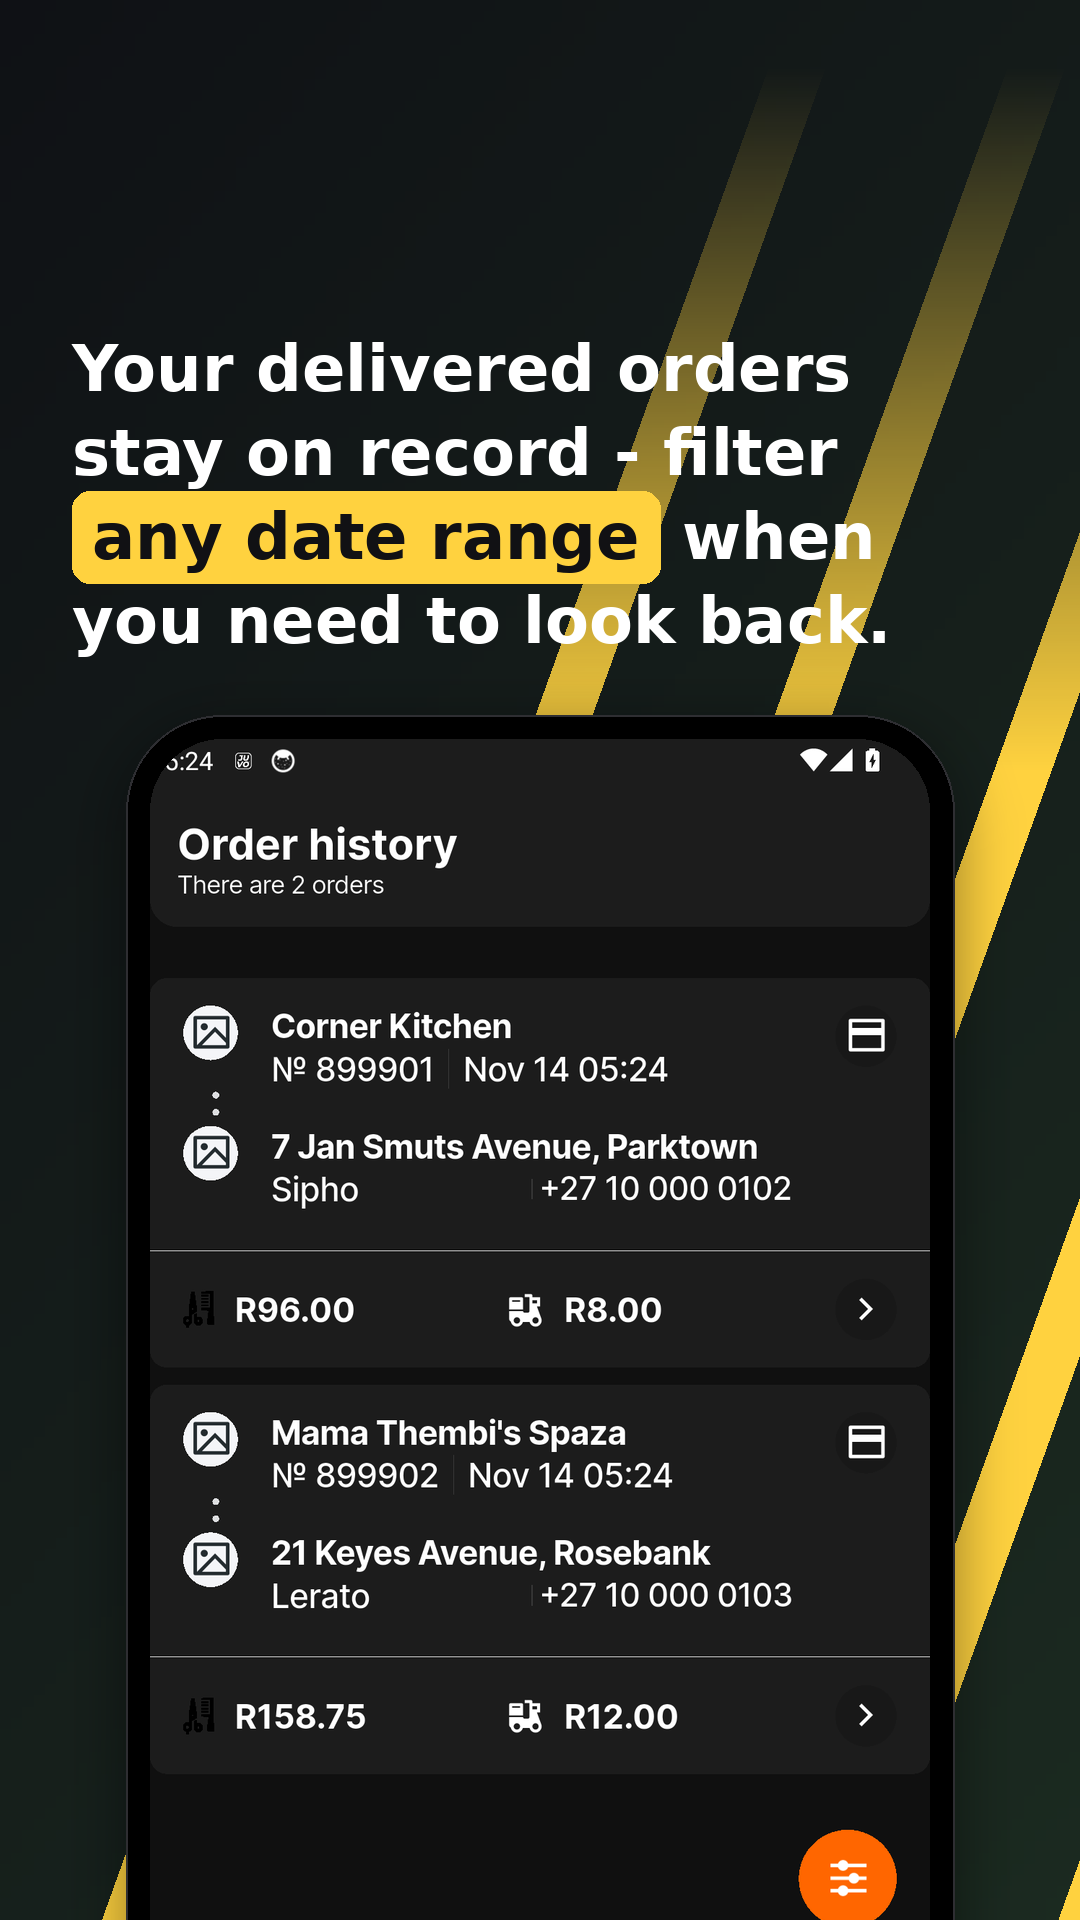 Your delivered orders
stay on record - filter
any date range when
you need to look back.
5:24
JUVO
Order history
There are 2 orders
Corner Kitchen
№ 899901 Nov 14 05:24
7 Jan Smuts Avenue, Parktown
Sipho +27 10 000 0102
R96.00 R8.00
Mama Thembi's Spaza
№ 899902 Nov 14 05:24
21 Keyes Avenue, Rosebank
Lerato +27 10 000 0103
R158.75 R12.00